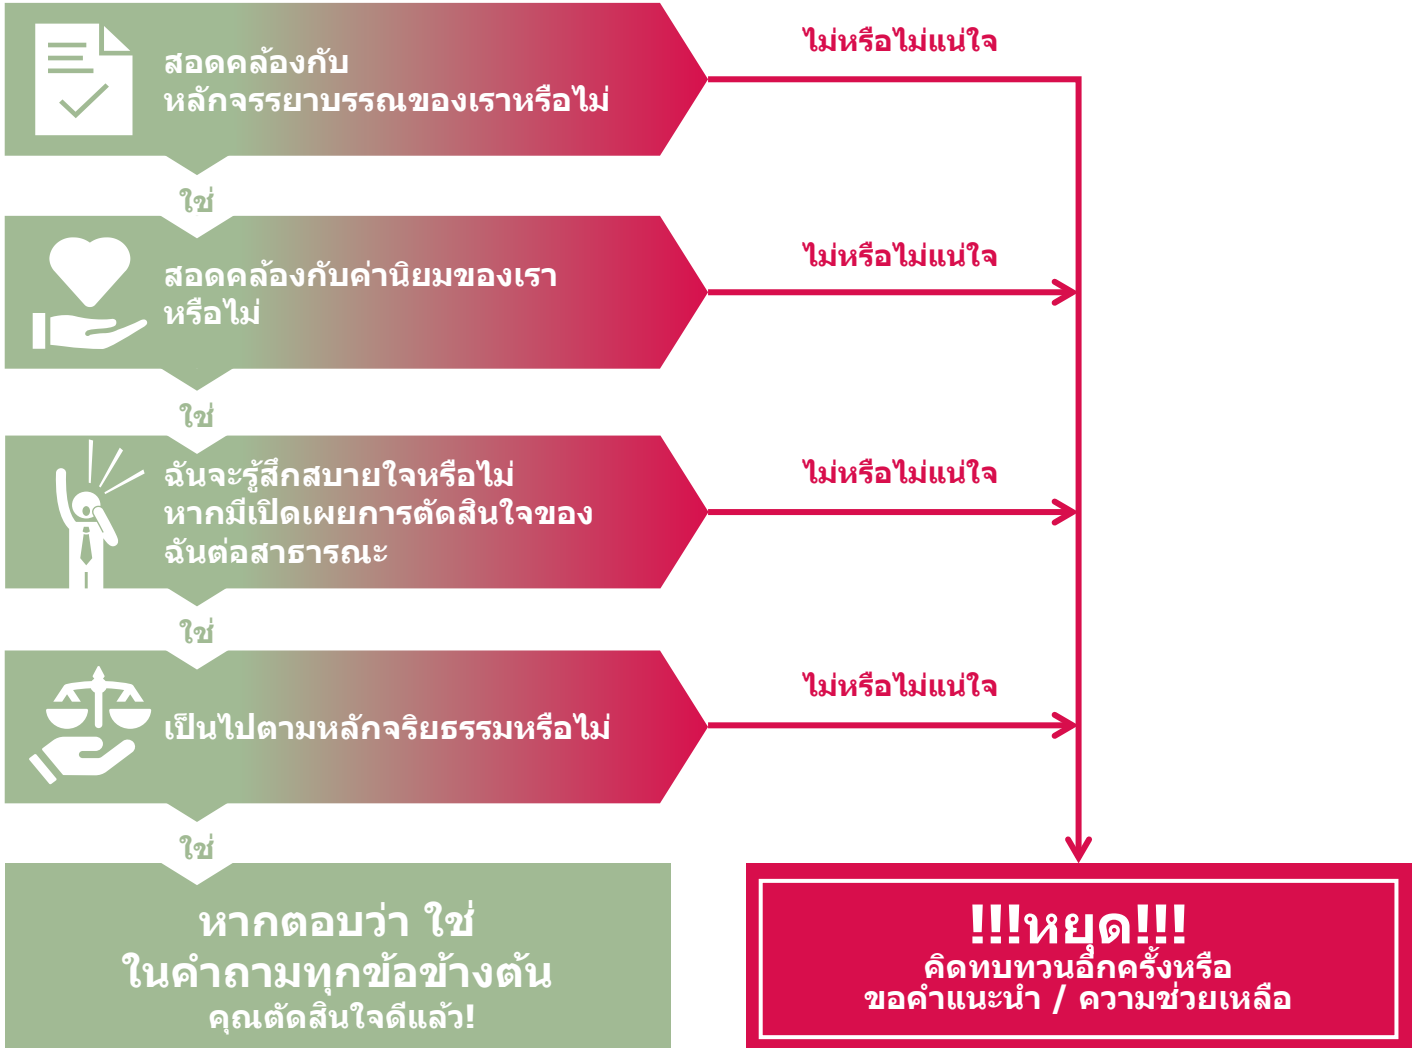 สอดคล้องกับ
หลักจรรยาบรรณของเราหรือไม่
ไม่หรือไม่แน่ใจ
ใช่
สอดคล้องกับค่านิยมของเรา
หรือไม่
ไม่หรือไม่แน่ใจ
ใช่
ฉันจะรู้สึกสบายใจหรือไม่
หากมีเปิดเผยการตัดสินใจของ
ฉันต่อสาธารณะ
ไม่หรือไม่แน่ใจ
ใช่
เป็นไปตามหลักจริยธรรมหรือไม่
ไม่หรือไม่แน่ใจ
ใช่
หากตอบว่า ใช่
ในคำถามทุกข้อข้างต้น
คุณตัดสินใจดีแล้ว!
!!!หยุด!!!
คิดทบทวนอีกครั้งหรือ
ขอคำแนะนำ / ความช่วยเหลือ